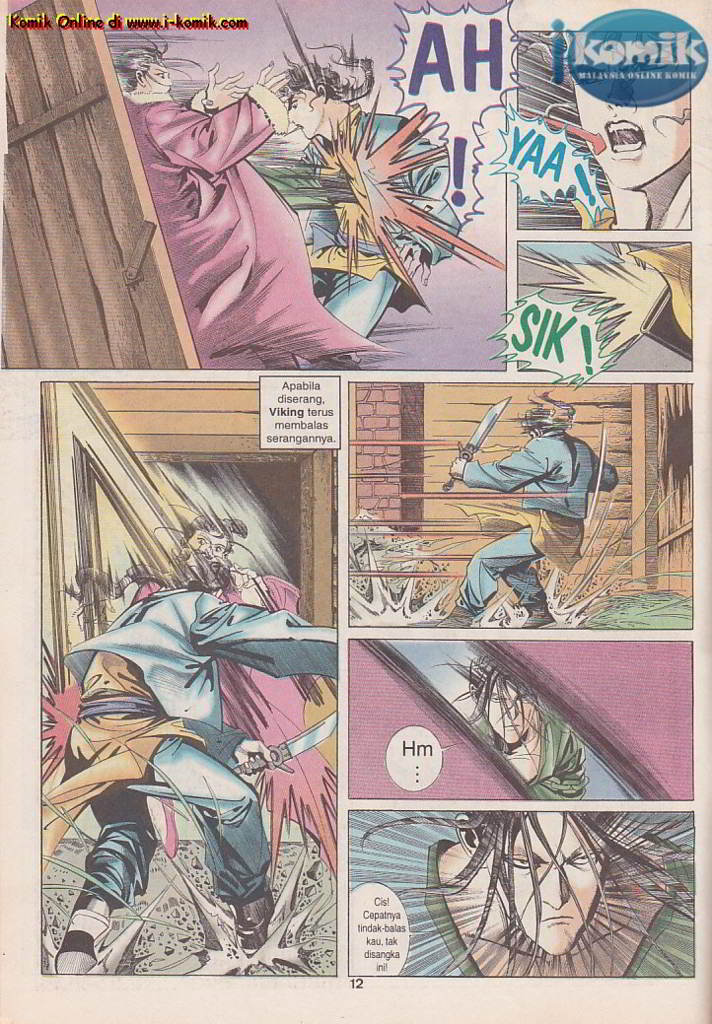 Komik Online di www.i-komik.com
ikomik
MALAYSIA ONLINE KOMIK
AH
!
YAA !
SIK !
Apabila
diserang,
Viking terus
membalas
serangannya.
Hm
...
Cis!
Cepatnya
tindak-balas
kau, tak
disangka
ini!
12